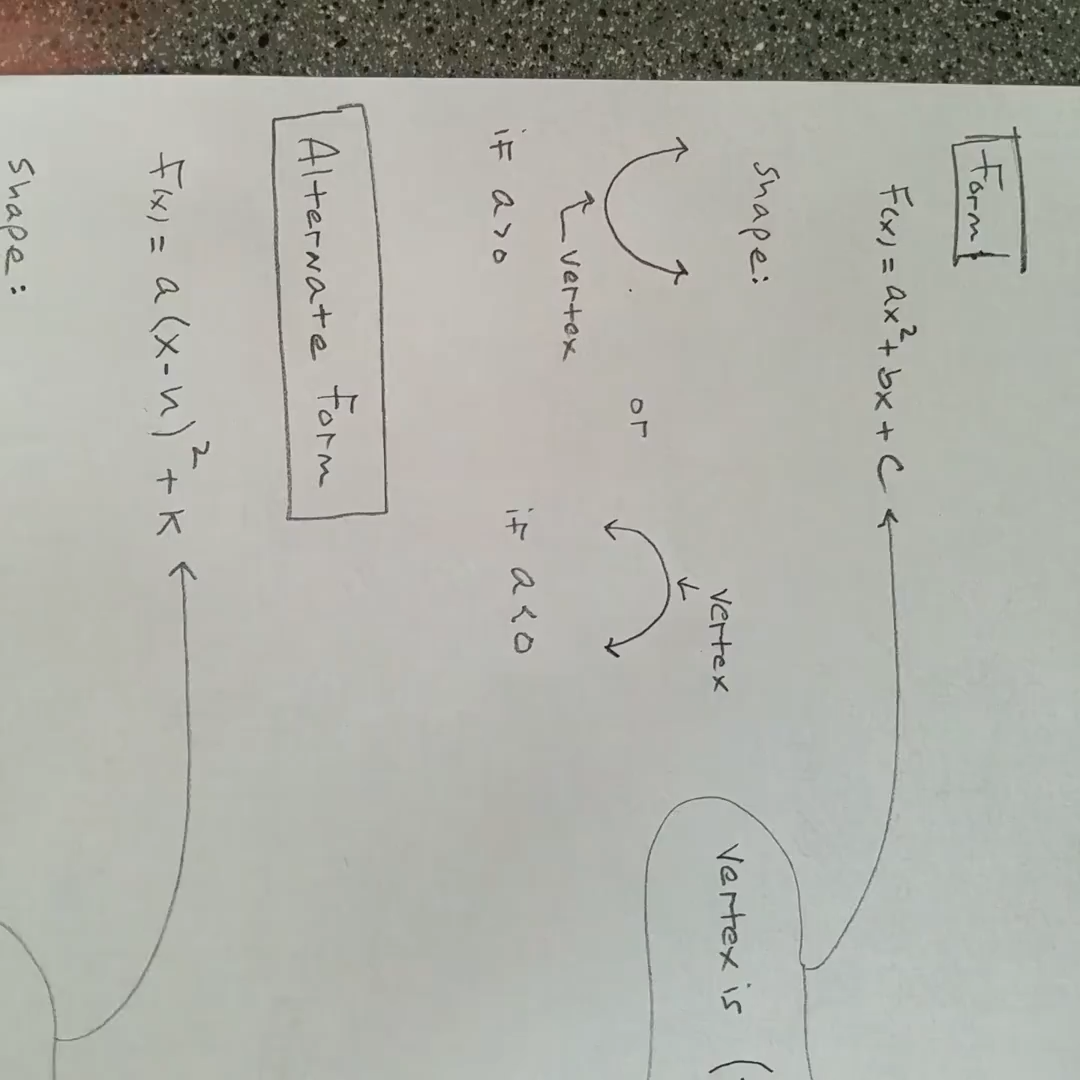 Form
F(x) = ax² + bx + C
Shape:
vertex
or
vertex
if a>0
if a<0
vertex is (
Alternate Form
F(x) = a(x-h)² + K
Shape: